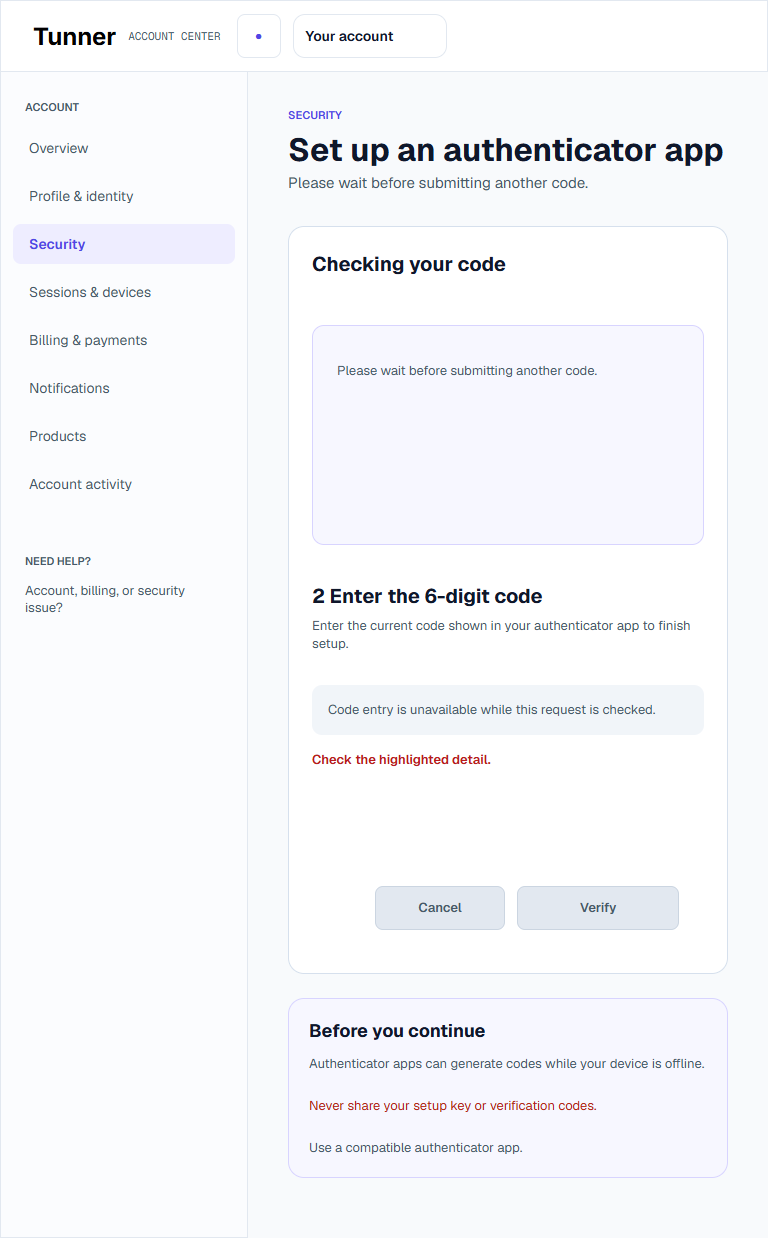 Tunner ACCOUNT CENTER
Your account
ACCOUNT
Overview
Profile & identity
Security
Sessions & devices
Billing & payments
Notifications
Products
Account activity
NEED HELP?
Account, billing, or security
issue?
SECURITY
Set up an authenticator app
Please wait before submitting another code.
Checking your code
Please wait before submitting another code.
2 Enter the 6-digit code
Enter the current code shown in your authenticator app to finish
setup.
Code entry is unavailable while this request is checked.
Check the highlighted detail.
Cancel
Verify
Before you continue
Authenticator apps can generate codes while your device is offline.
Never share your setup key or verification codes.
Use a compatible authenticator app.